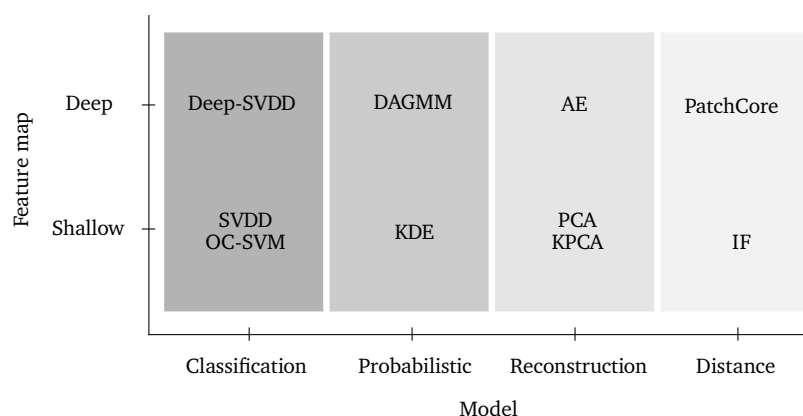 Feature map
Deep
Deep-SVDD
DAGMM
AE
PatchCore
Shallow
SVDD
OC-SVM
KDE
PCA
KPCA
IF
Classification
Probabilistic
Reconstruction
Distance
Model